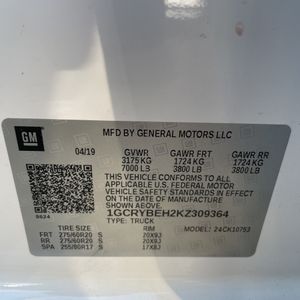 GM
MFD BY GENERAL MOTORS LLC
04/19 GVWR GAWR FRT GAWR RR
3175 KG 1724 KG 1724 KG
7000 LB 3800 LB 3800 LB
THIS VEHICLE CONFORMS TO ALL
APPLICABLE U.S. FEDERAL MOTOR
VEHICLE SAFETY STANDARDS IN EFFECT
ON THE DATE OF MANUFACTURE SHOWN ABOVE.
1GCRYBEH2KZ309364
TYPE: TRUCK
MODEL: 24CK10753
TIRE SIZE RIM
FRT 275/60R20 S 20X9J
RR 275/60R20 S 20X9J
SPA 255/80R17 S 17X8J